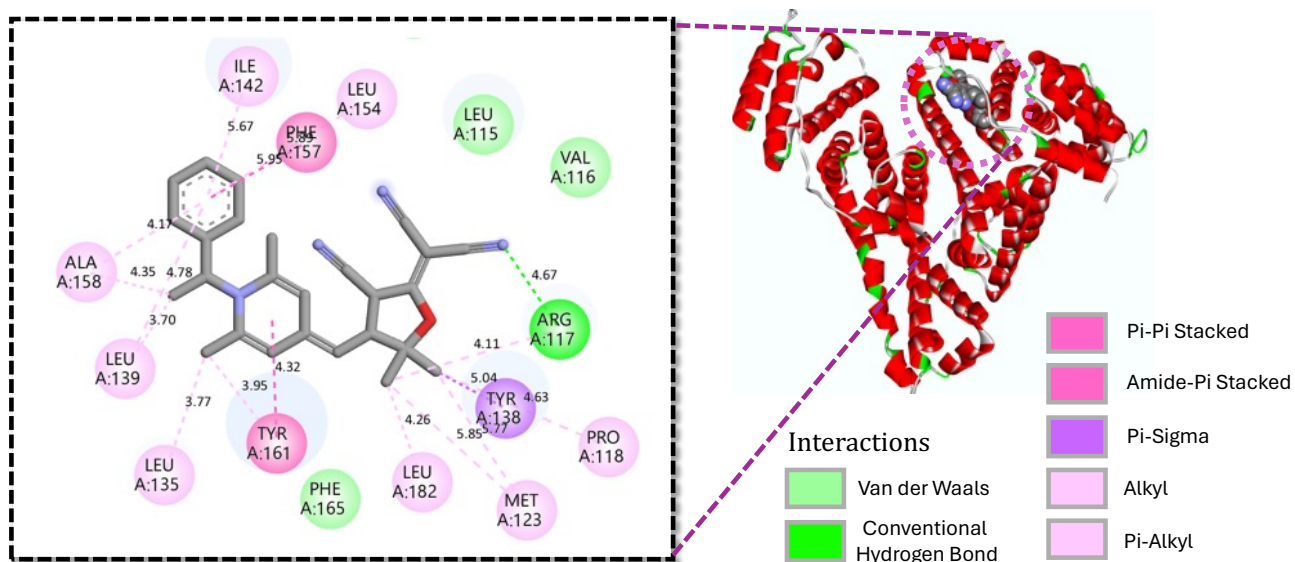 ILE
A:142
LEU
A:154
LEU
A:115
PHE
A:157
VAL
A:116
5.67
5.89
5.95
4.17
ALA
A:158
4.35
4.78
3.70
4.67
ARG
A:117
LEU
A:139
4.11
4.32
3.95
3.77
5.04
TYR
A:138
4.63
4.26
5.85
5.77
PRO
A:118
TYR
A:161
LEU
A:135
PHE
A:165
LEU
A:182
MET
A:123
Interactions
Van der Waals
Conventional
Hydrogen Bond
Pi-Pi Stacked
Amide-Pi Stacked
Pi-Sigma
Alkyl
Pi-Alkyl